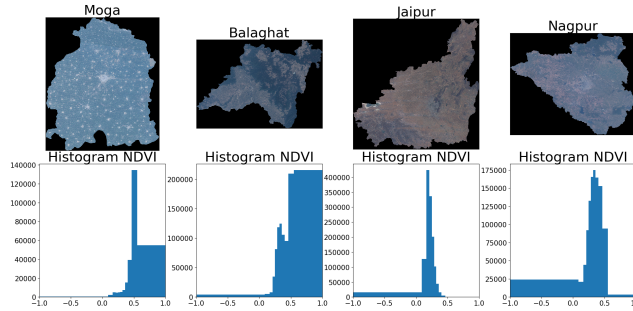 Moga
Balaghat
Jaipur
Nagpur
Histogram NDVI
Histogram NDVI
Histogram NDVI
Histogram NDVI
140000
120000
100000
80000
60000
40000
20000
0
−1.0 −0.5 0.0 0.5 1.0
200000
150000
100000
50000
0
−1.0 −0.5 0.0 0.5 1.0
400000
350000
300000
250000
200000
150000
100000
50000
0
−1.0 −0.5 0.0 0.5 1.0
175000
150000
125000
100000
75000
50000
25000
0
−1.0 −0.5 0.0 0.5 1.0